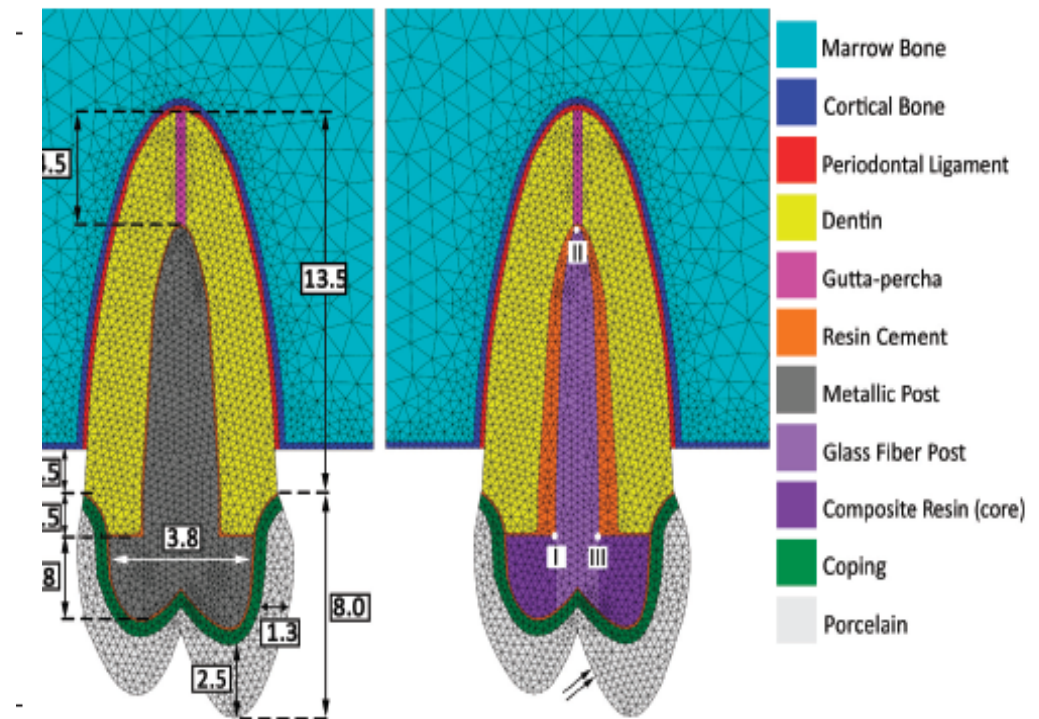 4.5
13.5
.5
.5
3.8
8
8.0
1.3
2.5
II
I
III
Marrow Bone
Cortical Bone
Periodontal Ligament
Dentin
Gutta-percha
Resin Cement
Metallic Post
Glass Fiber Post
Composite Resin (core)
Coping
Porcelain